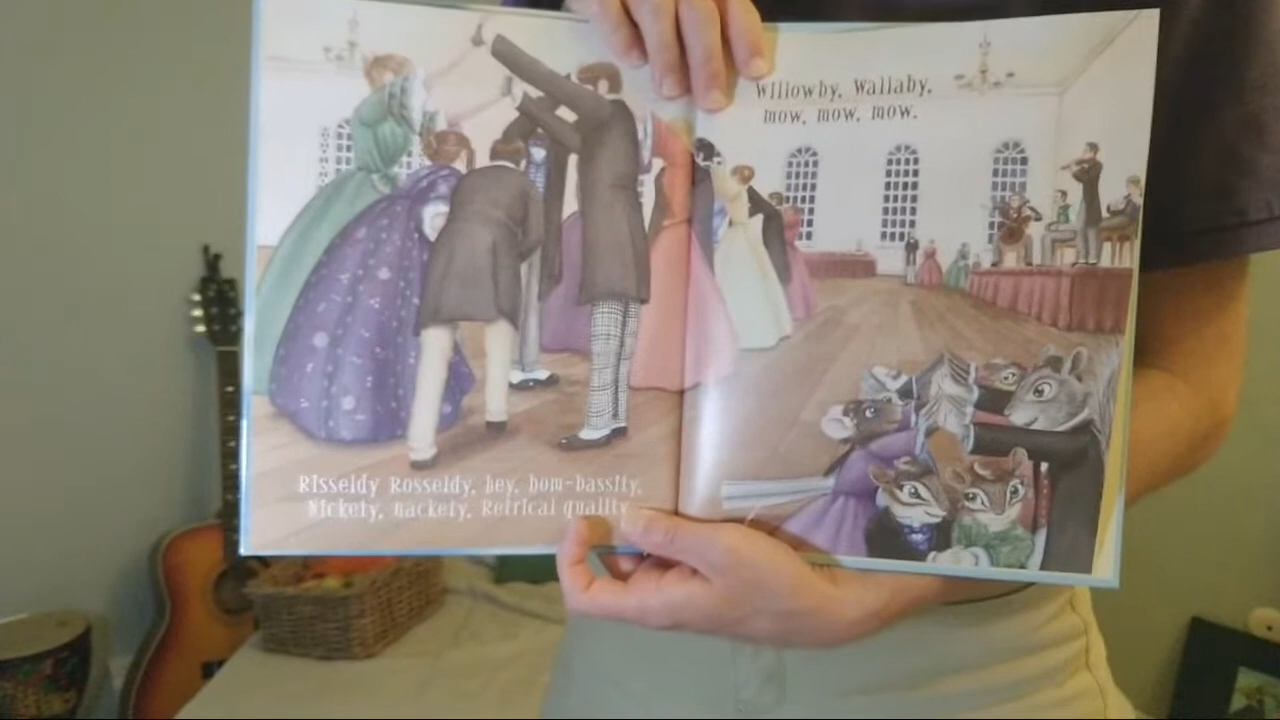 Risseldy Rosseldy, hey, bom-bassity,
Nickety, nackety, Retrical quality,
Willowby, Wallaby,
mow, mow, mow.